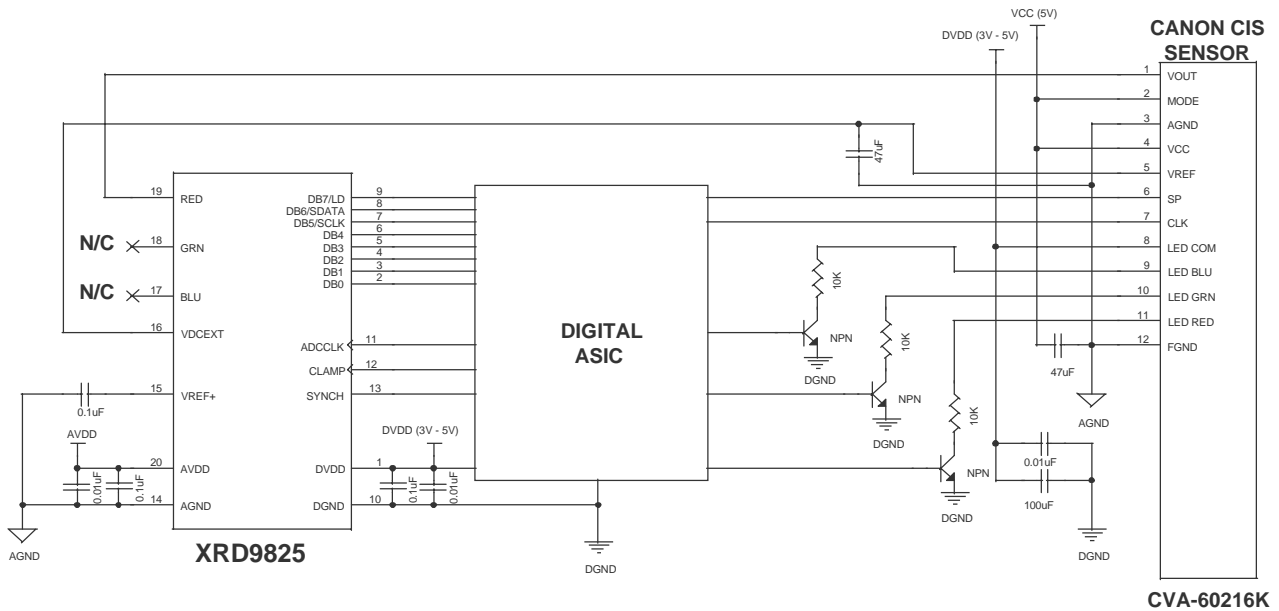 VCC (5V)
DVDD (3V - 5V)
CANON CIS
SENSOR
1 VOUT
2 MODE
3 AGND
4 VCC
5 VREF
6 SP
7 CLK
8 LED COM
9 LED BLU
10 LED GRN
11 LED RED
12 FGND
47uF
19 RED
N/C 18 GRN
N/C 17 BLU
16 VDCEXT
15 VREF+
0.1uF
AVDD
20 AVDD
0.01uF
0.1uF
14 AGND
AGND
DB7/LD 9
DB6/SDATA 8
DB5/SCLK 7
DB4 6
DB3 5
DB2 4
DB1 3
DB0 2
ADCCLK 11
CLAMP 12
SYNCH 13
DVDD (3V - 5V)
DVDD 1
0.1uF
0.01uF
DGND 10
XRD9825
DIGITAL
ASIC
DGND
10K
NPN
DGND
10K
NPN
DGND
10K
NPN
DGND
47uF
AGND
0.01uF
100uF
DGND
CVA-60216K